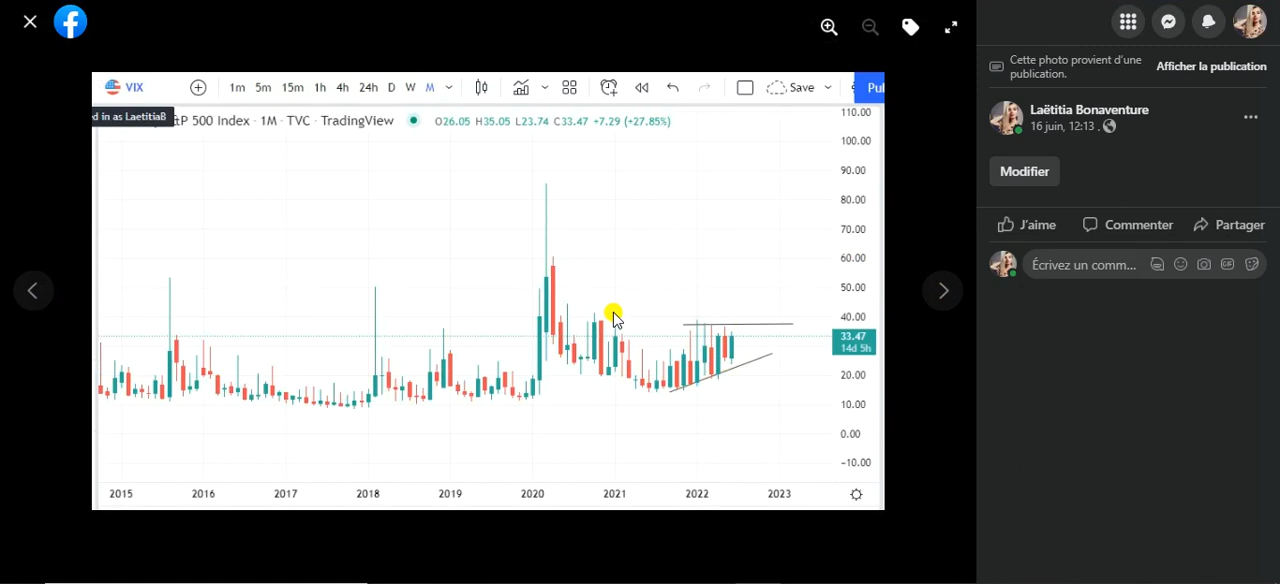 VIX 1m 5m 15m 1h 4h 24h D W M Save Pul
ed in as LaetitiaB
P 500 Index · 1M · TVC · TradingView O26.05 H35.05 L23.74 C33.47 +7.29 (+27.85%)
110.00
100.00
90.00
80.00
70.00
60.00
50.00
40.00
33.47
14d 5h
20.00
10.00
0.00
−10.00
2015 2016 2017 2018 2019 2020 2021 2022 2023
Cette photo provient d'une
publication.
Afficher la publication
Laëtitia Bonaventure
16 juin, 12:13 .
Modifier
J'aime Commenter Partager
Écrivez un comm...
GIF